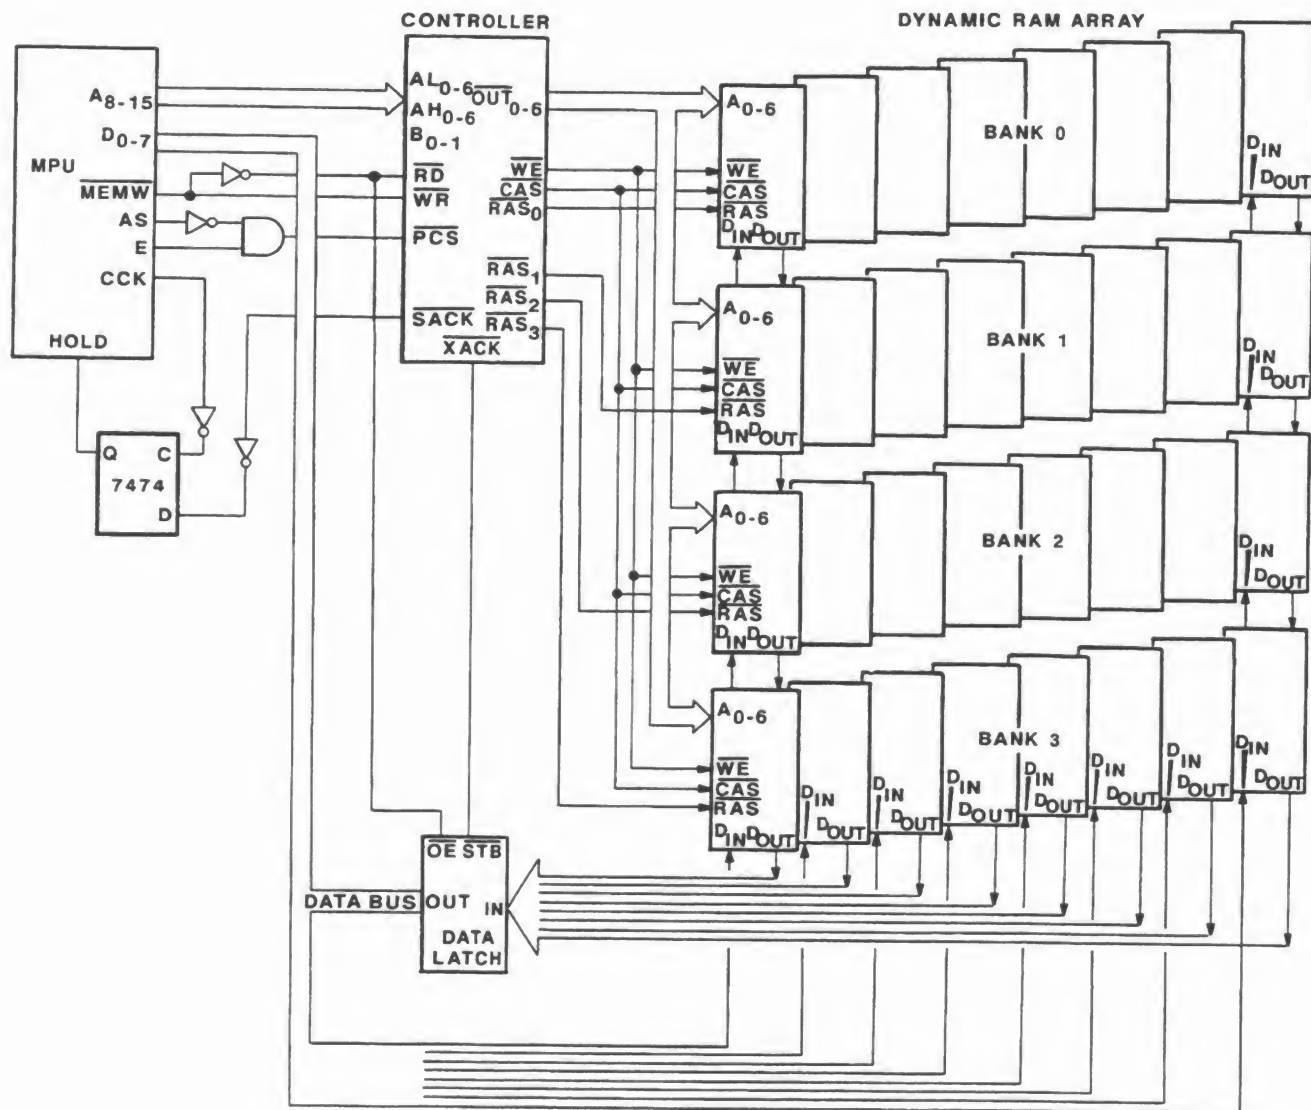 CONTROLLER
DYNAMIC RAM ARRAY
A8-15
D0-7
MPU
MEMW
AS
E
CCK
HOLD
AL0-6
OUT0-6
AH0-6
B0-1
RD
WR
PCS
SACK
XACK
WE
CAS
RAS0
RAS1
RAS2
RAS3
Q
C
7474
D
A0-6
WE
CAS
RAS
DIN DOUT
BANK 0
DIN
DOUT
A0-6
WE
CAS
RAS
DIN DOUT
BANK 1
DIN
DOUT
A0-6
WE
CAS
RAS
DIN DOUT
BANK 2
DIN
DOUT
A0-6
WE
CAS
RAS
DIN DOUT
BANK 3
DIN
DOUT
DIN
DOUT
DIN
DOUT
DIN
DOUT
DIN
DOUT
DIN
DOUT
DIN
DOUT
OE STB
DATA BUS
OUT
IN
DATA
LATCH